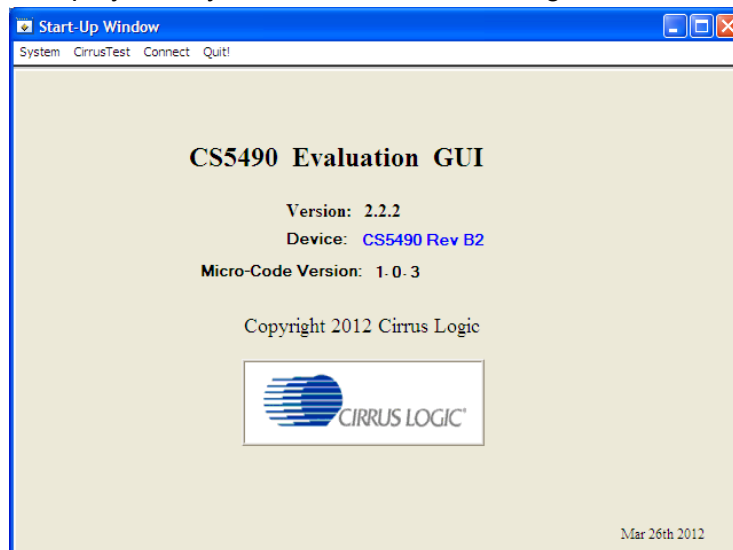 Start-Up Window
System CirrusTest Connect Quit!
CS5490 Evaluation GUI
Version: 2.2.2
Device: CS5490 Rev B2
Micro-Code Version: 1-0-3
Copyright 2012 Cirrus Logic
CIRRUS LOGIC®
Mar 26th 2012